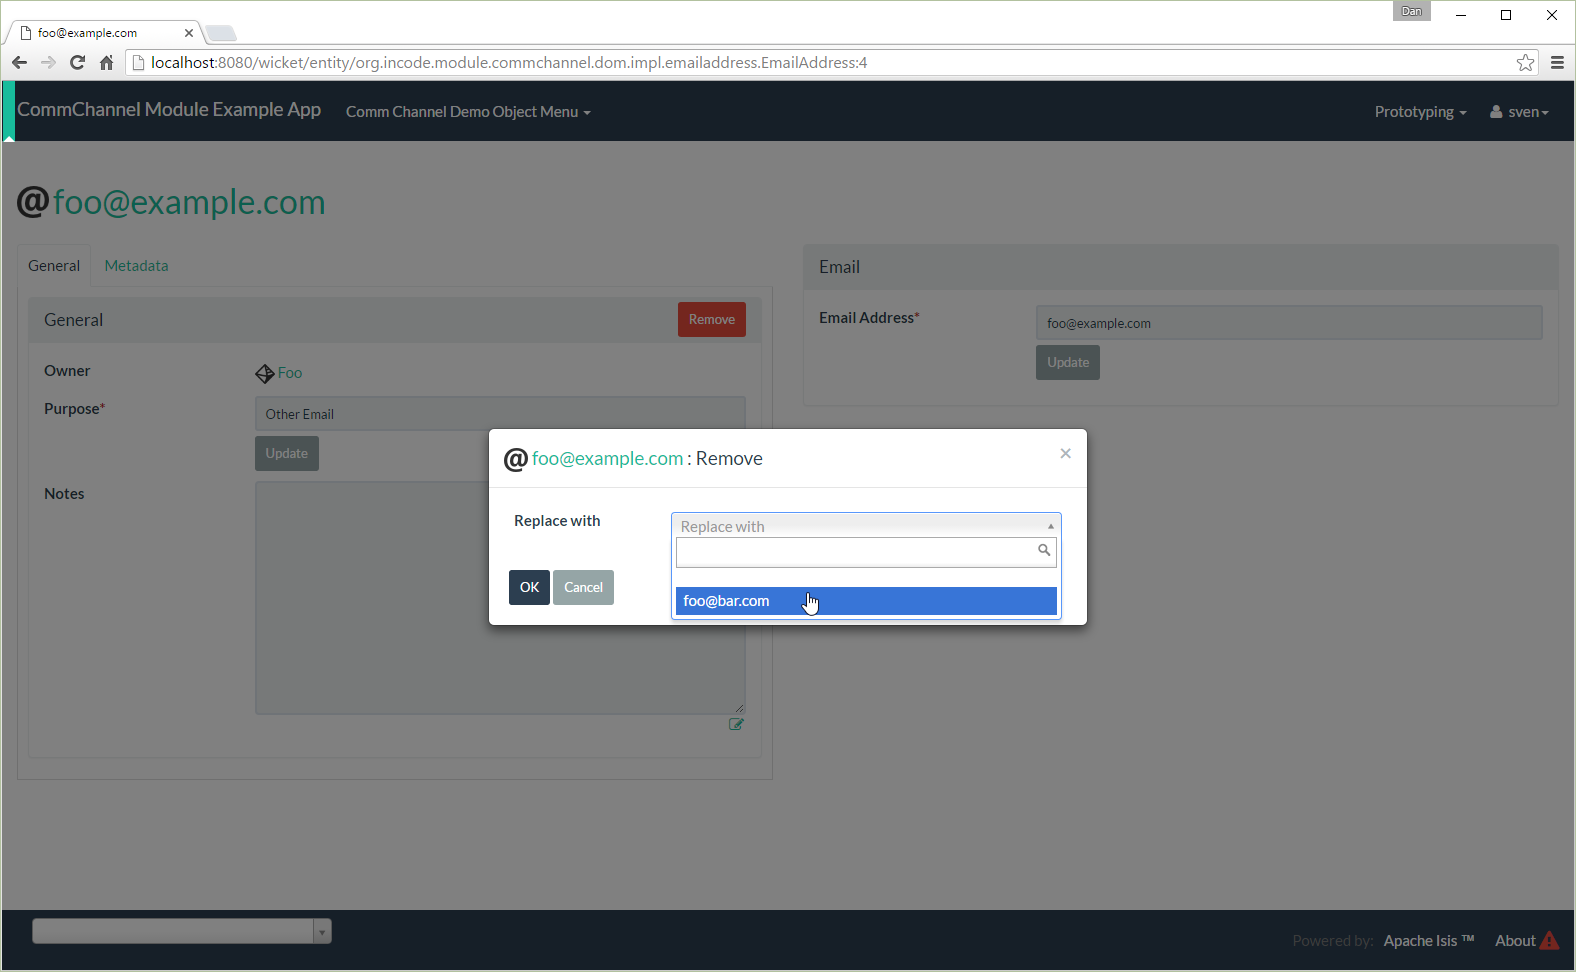 Dan
foo@example.com
localhost:8080/wicket/entity/org.incode.module.commchannel.dom.impl.emailaddress.EmailAddress:4
CommChannel Module Example App Comm Channel Demo Object Menu Prototyping sven
@foo@example.com
General Metadata
Email
General Remove
Email Address* foo@example.com
Update
Owner Foo
Purpose* Other Email
Update
Notes
@foo@example.com : Remove ×
Replace with Replace with
OK Cancel
foo@bar.com
Powered by: Apache Isis ™ About